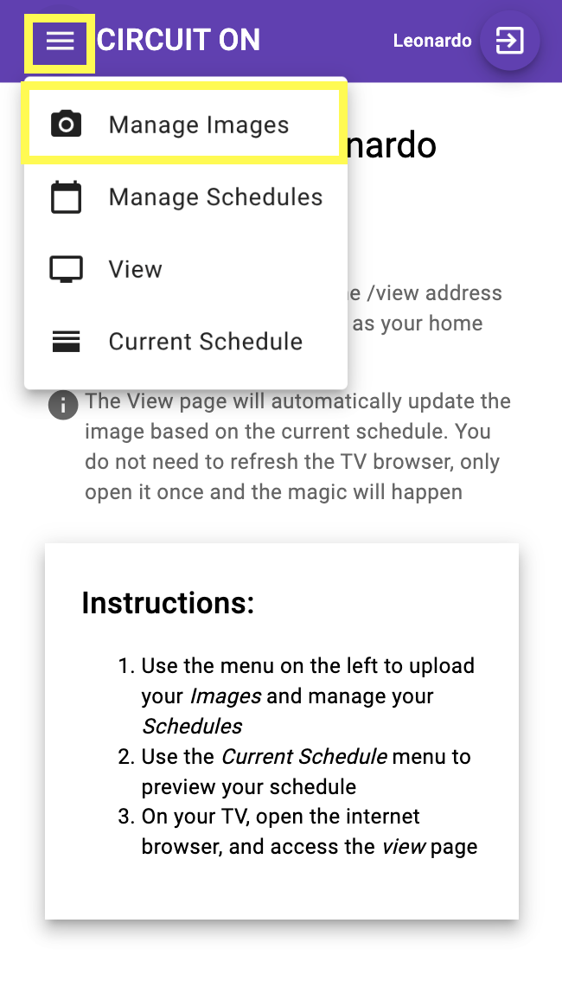 CIRCUIT ON
Leonardo
Manage Images
Manage Schedules
View
Current Schedule
nardo
/view address
as your home
The View page will automatically update the
image based on the current schedule. You
do not need to refresh the TV browser, only
open it once and the magic will happen
Instructions:
1. Use the menu on the left to upload
your Images and manage your
Schedules
2. Use the Current Schedule menu to
preview your schedule
3. On your TV, open the internet
browser, and access the view page